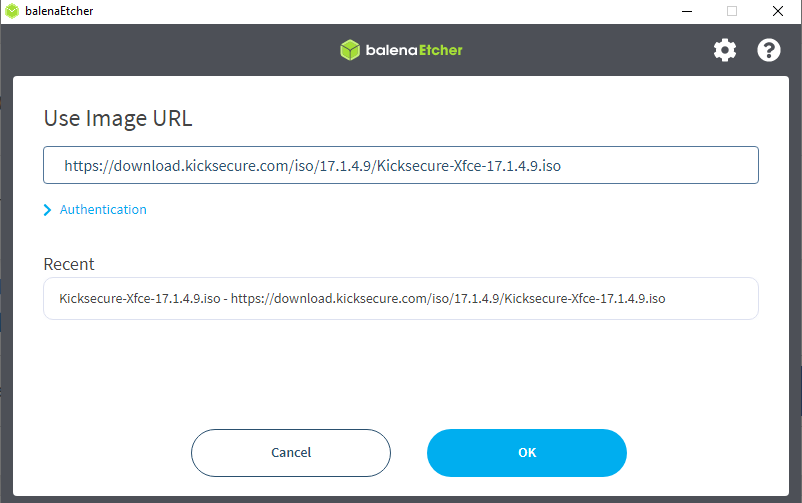 balenaEtcher
balenaEtcher
Use Image URL
https://download.kicksecure.com/iso/17.1.4.9/Kicksecure-Xfce-17.1.4.9.iso
Authentication
Recent
Kicksecure-Xfce-17.1.4.9.iso - https://download.kicksecure.com/iso/17.1.4.9/Kicksecure-Xfce-17.1.4.9.iso
Cancel
OK